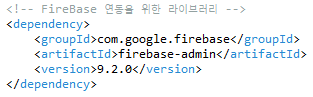 <!-- FireBase 연동을 위한 라이브러리 -->
<dependency>
<groupId>com.google.firebase</groupId>
<artifactId>firebase-admin</artifactId>
<version>9.2.0</version>
</dependency>